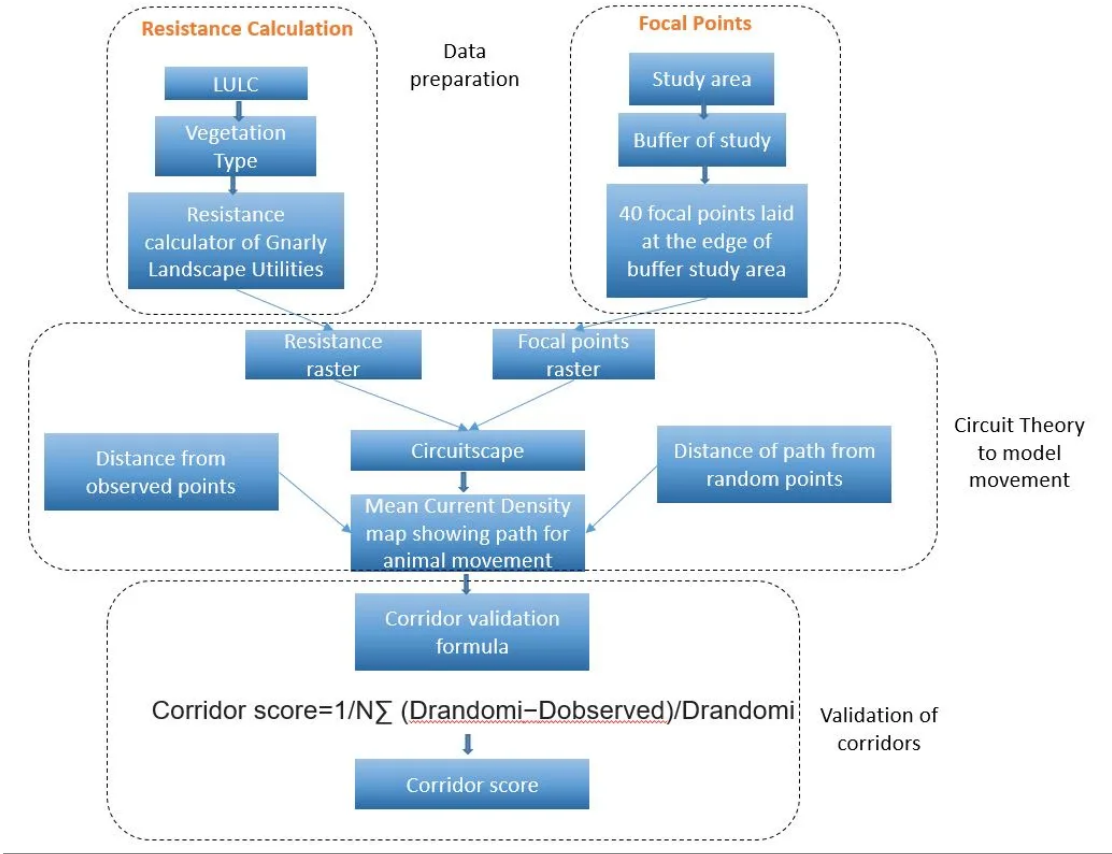 Resistance Calculation
LULC
Vegetation
Type
Resistance
calculator of Gnarly
Landscape Utilities
Data
preparation
Focal Points
Study area
Buffer of study
40 focal points laid
at the edge of
buffer study area
Resistance
raster
Focal points
raster
Distance from
observed points
Circuitscape
Mean Current Density
map showing path for
animal movement
Distance of path from
random points
Circuit Theory
to model
movement
Corridor validation
formula
Corridor score=1/N∑ (Drandomi−Dobserved)/Drandomi
Corridor score
Validation of
corridors